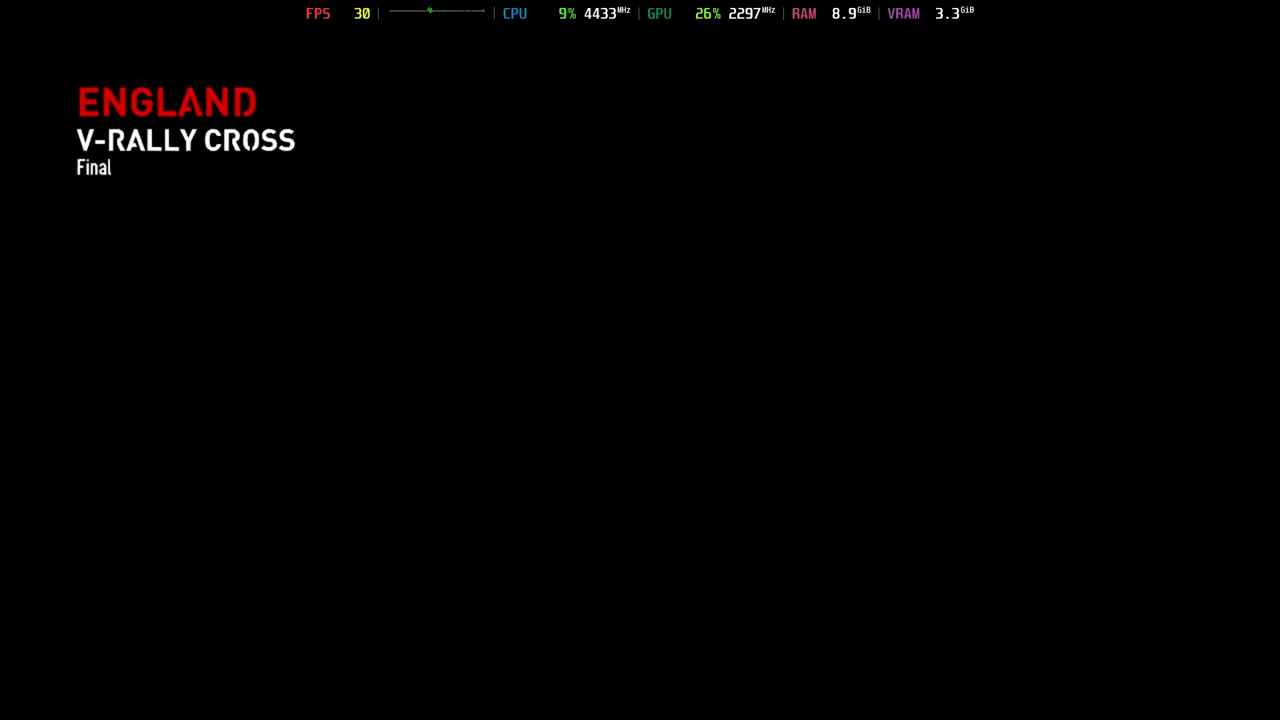 FPS 30 | CPU 9% 4433MHz | GPU 26% 2297MHz | RAM 8.9GiB | VRAM 3.3GiB
ENGLAND
V-RALLY CROSS
Final